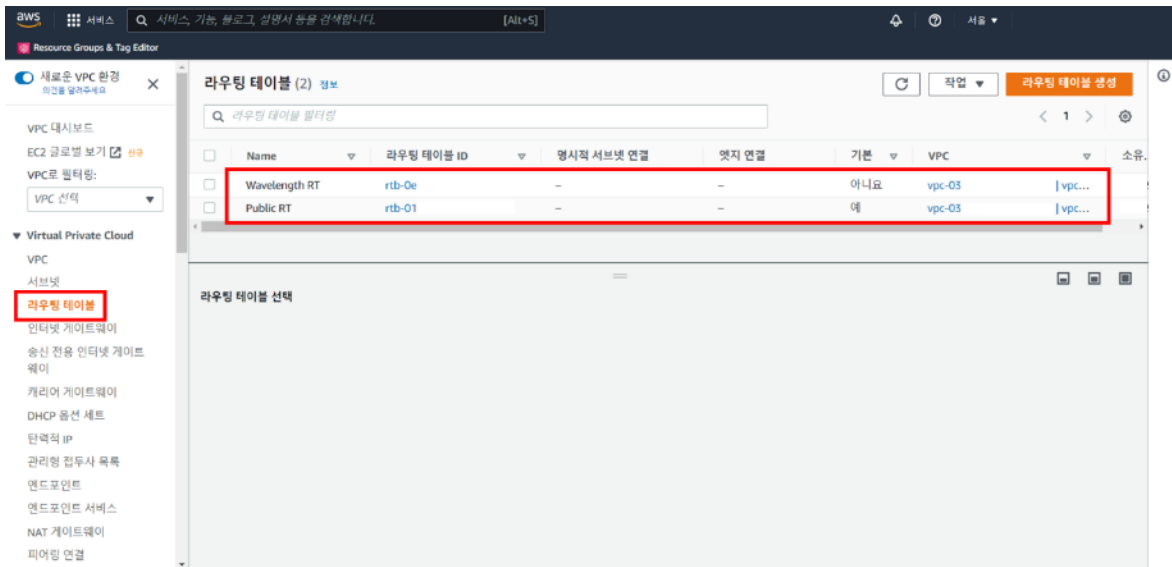 aws 서비스 서비스, 기능, 블로그, 설명서 등을 검색합니다. [Alt+S] 서울 ▼
Resource Groups & Tag Editor
새로운 VPC 환경
의견을 알려주세요
VPC 대시보드
EC2 글로벌 보기 신규
VPC로 필터링:
VPC 선택
Virtual Private Cloud
VPC
서브넷
라우팅 테이블
인터넷 게이트웨이
송신 전용 인터넷 게이트
웨이
캐리어 게이트웨이
DHCP 옵션 세트
탄력적 IP
관리형 접두사 목록
엔드포인트
엔드포인트 서비스
NAT 게이트웨이
피어링 연결
라우팅 테이블 (2) 정보
작업 ▼ 라우팅 테이블 생성
라우팅 테이블 필터링
< 1 >
Name 라우팅 테이블 ID 명시적 서브넷 연결 엣지 연결 기본 VPC 소유.
Wavelength RT rtb-0e – – 아니요 vpc-03 | vpc...
Public RT rtb-01 – – 예 vpc-03 | vpc...
라우팅 테이블 선택